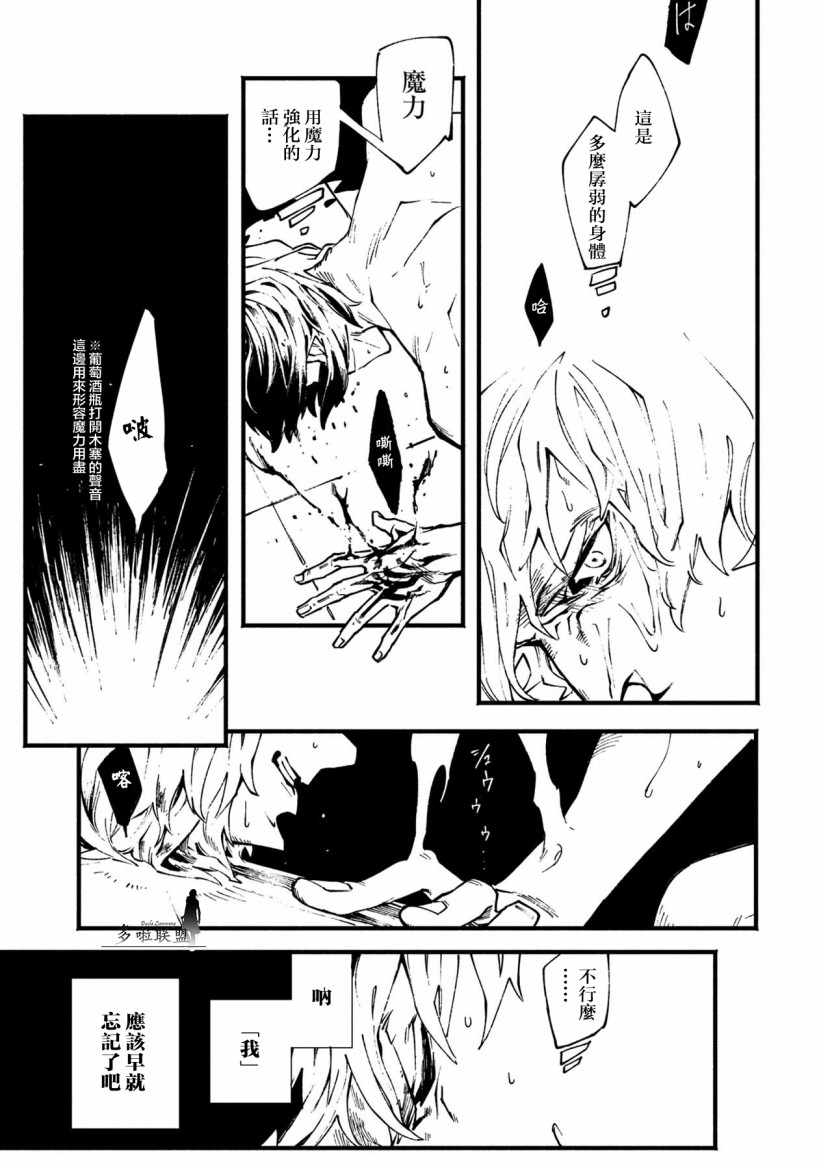 は
這是
多麼孱弱的身體
哈
魔力
用魔力
強化的
話…
嘶嘶
啵
※葡萄酒瓶打開木塞的聲音
這邊用來形容魔力用盡
シュウゥゥ…
喀
多啦联盟
不行麼
……
吶
「我」
應該早就
忘記了吧